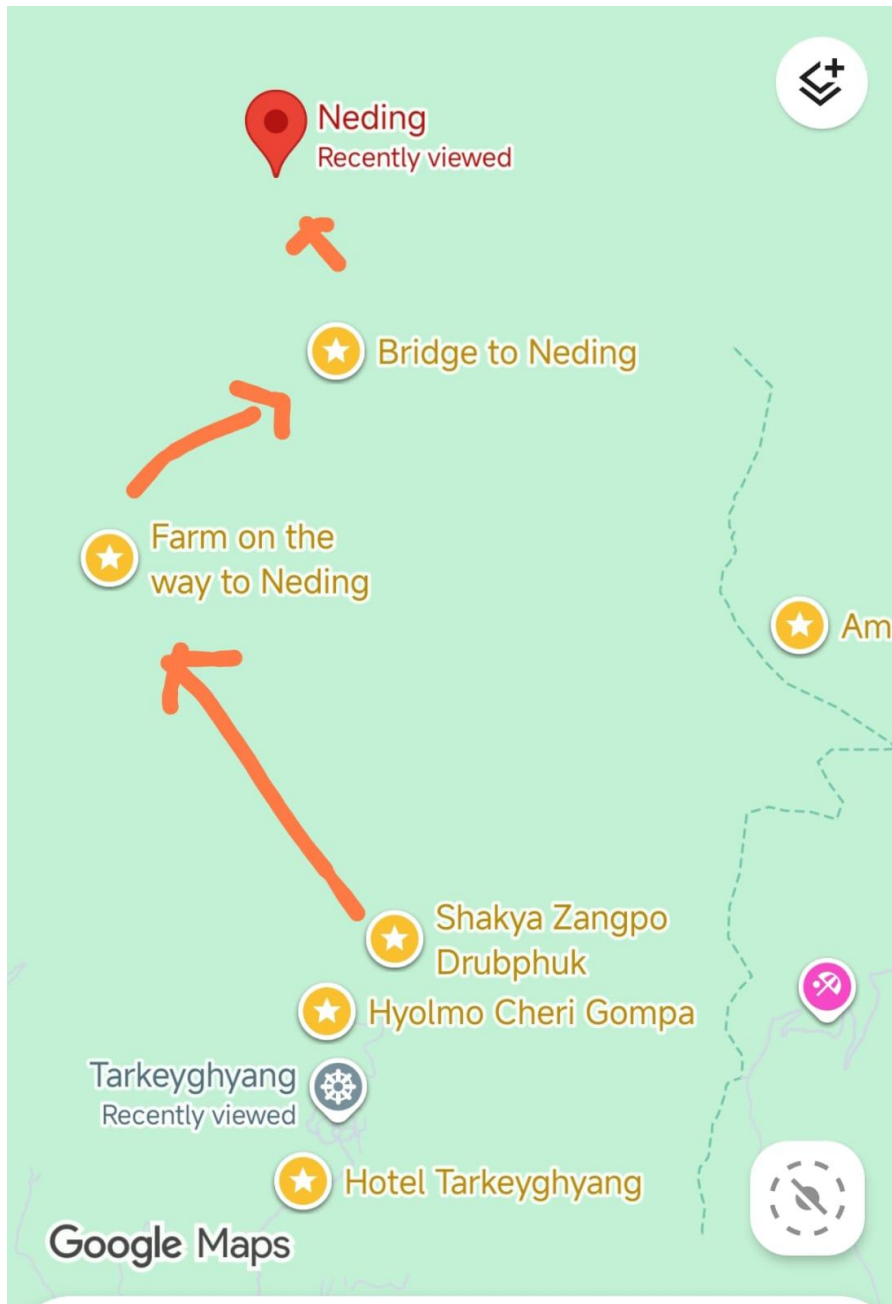 Neding
Recently viewed
Bridge to Neding
Farm on the
way to Neding
Am
Shakya Zangpo
Drubphuk
Hyolmo Cheri Gompa
Tarkeyghyang
Recently viewed
Hotel Tarkeyghyang
Google Maps